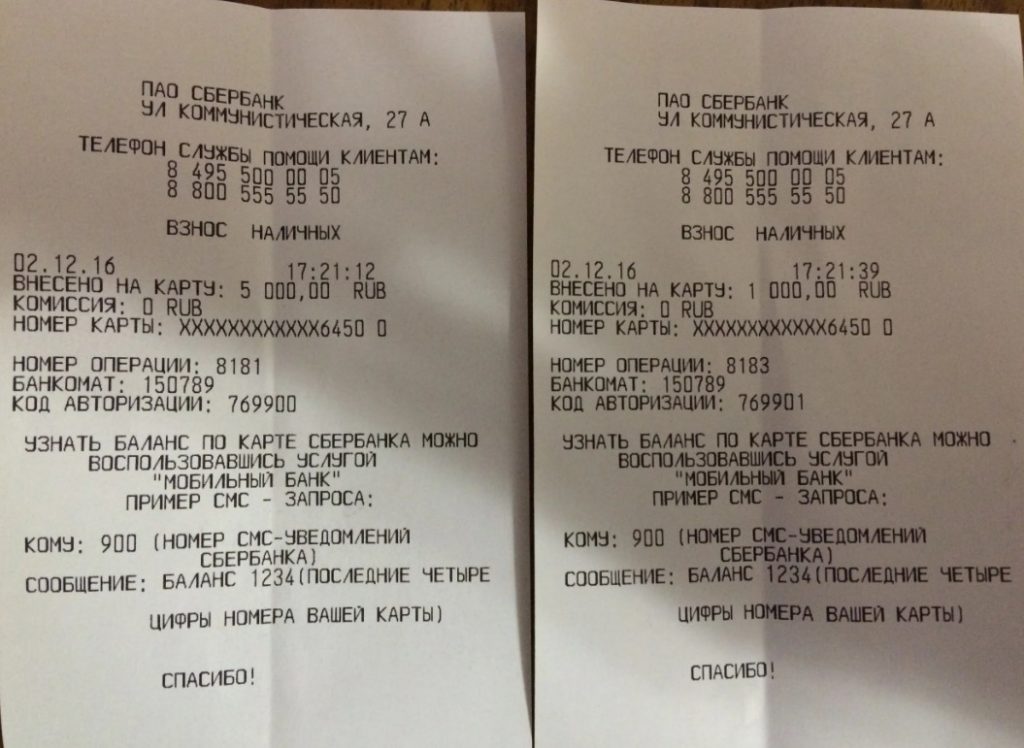 ПАО СБЕРБАНК
УЛ КОММУНИСТИЧЕСКАЯ, 27 А
ТЕЛЕФОН СЛУЖБЫ ПОМОЩИ КЛИЕНТАМ:
8 495 500 00 05
8 800 555 55 50
ВЗНОС НАЛИЧНЫХ
02.12.16 17:21:12
ВНЕСЕНО НА КАРТУ: 5 000,00 RUB
КОМИССИЯ: 0 RUB
НОМЕР КАРТЫ: XXXXXXXXXXXX6450 0
НОМЕР ОПЕРАЦИИ: 8181
БАНКОМАТ: 150789
КОД АВТОРИЗАЦИИ: 769900
УЗНАТЬ БАЛАНС ПО КАРТЕ СБЕРБАНКА МОЖНО
ВОСПОЛЬЗОВАВШИСЬ УСЛУГОЙ
"МОБИЛЬНЫЙ БАНК"
ПРИМЕР СМС - ЗАПРОСА:
КОМУ: 900 (НОМЕР СМС-УВЕДОМЛЕНИЙ
СБЕРБАНКА)
СООБЩЕНИЕ: БАЛАНС 1234(ПОСЛЕДНИЕ ЧЕТЫРЕ
ЦИФРЫ НОМЕРА ВАШЕЙ КАРТЫ)
СПАСИБО!
ПАО СБЕРБАНК
УЛ КОММУНИСТИЧЕСКАЯ, 27 А
ТЕЛЕФОН СЛУЖБЫ ПОМОЩИ КЛИЕНТАМ:
8 495 500 00 05
8 800 555 55 50
ВЗНОС НАЛИЧНЫХ
02.12.16 17:21:39
ВНЕСЕНО НА КАРТУ: 1 000,00 RUB
КОМИССИЯ: 0 RUB
НОМЕР КАРТЫ: XXXXXXXXXXXX6450 0
НОМЕР ОПЕРАЦИИ: 8183
БАНКОМАТ: 150789
КОД АВТОРИЗАЦИИ: 769901
УЗНАТЬ БАЛАНС ПО КАРТЕ СБЕРБАНКА МОЖНО
ВОСПОЛЬЗОВАВШИСЬ УСЛУГОЙ
"МОБИЛЬНЫЙ БАНК"
ПРИМЕР СМС - ЗАПРОСА:
КОМУ: 900 (НОМЕР СМС-УВЕДОМЛЕНИЙ
СБЕРБАНКА)
СООБЩЕНИЕ: БАЛАНС 1234(ПОСЛЕДНИЕ ЧЕТЫРЕ
ЦИФРЫ НОМЕРА ВАШЕЙ КАРТЫ)
СПАСИБО!